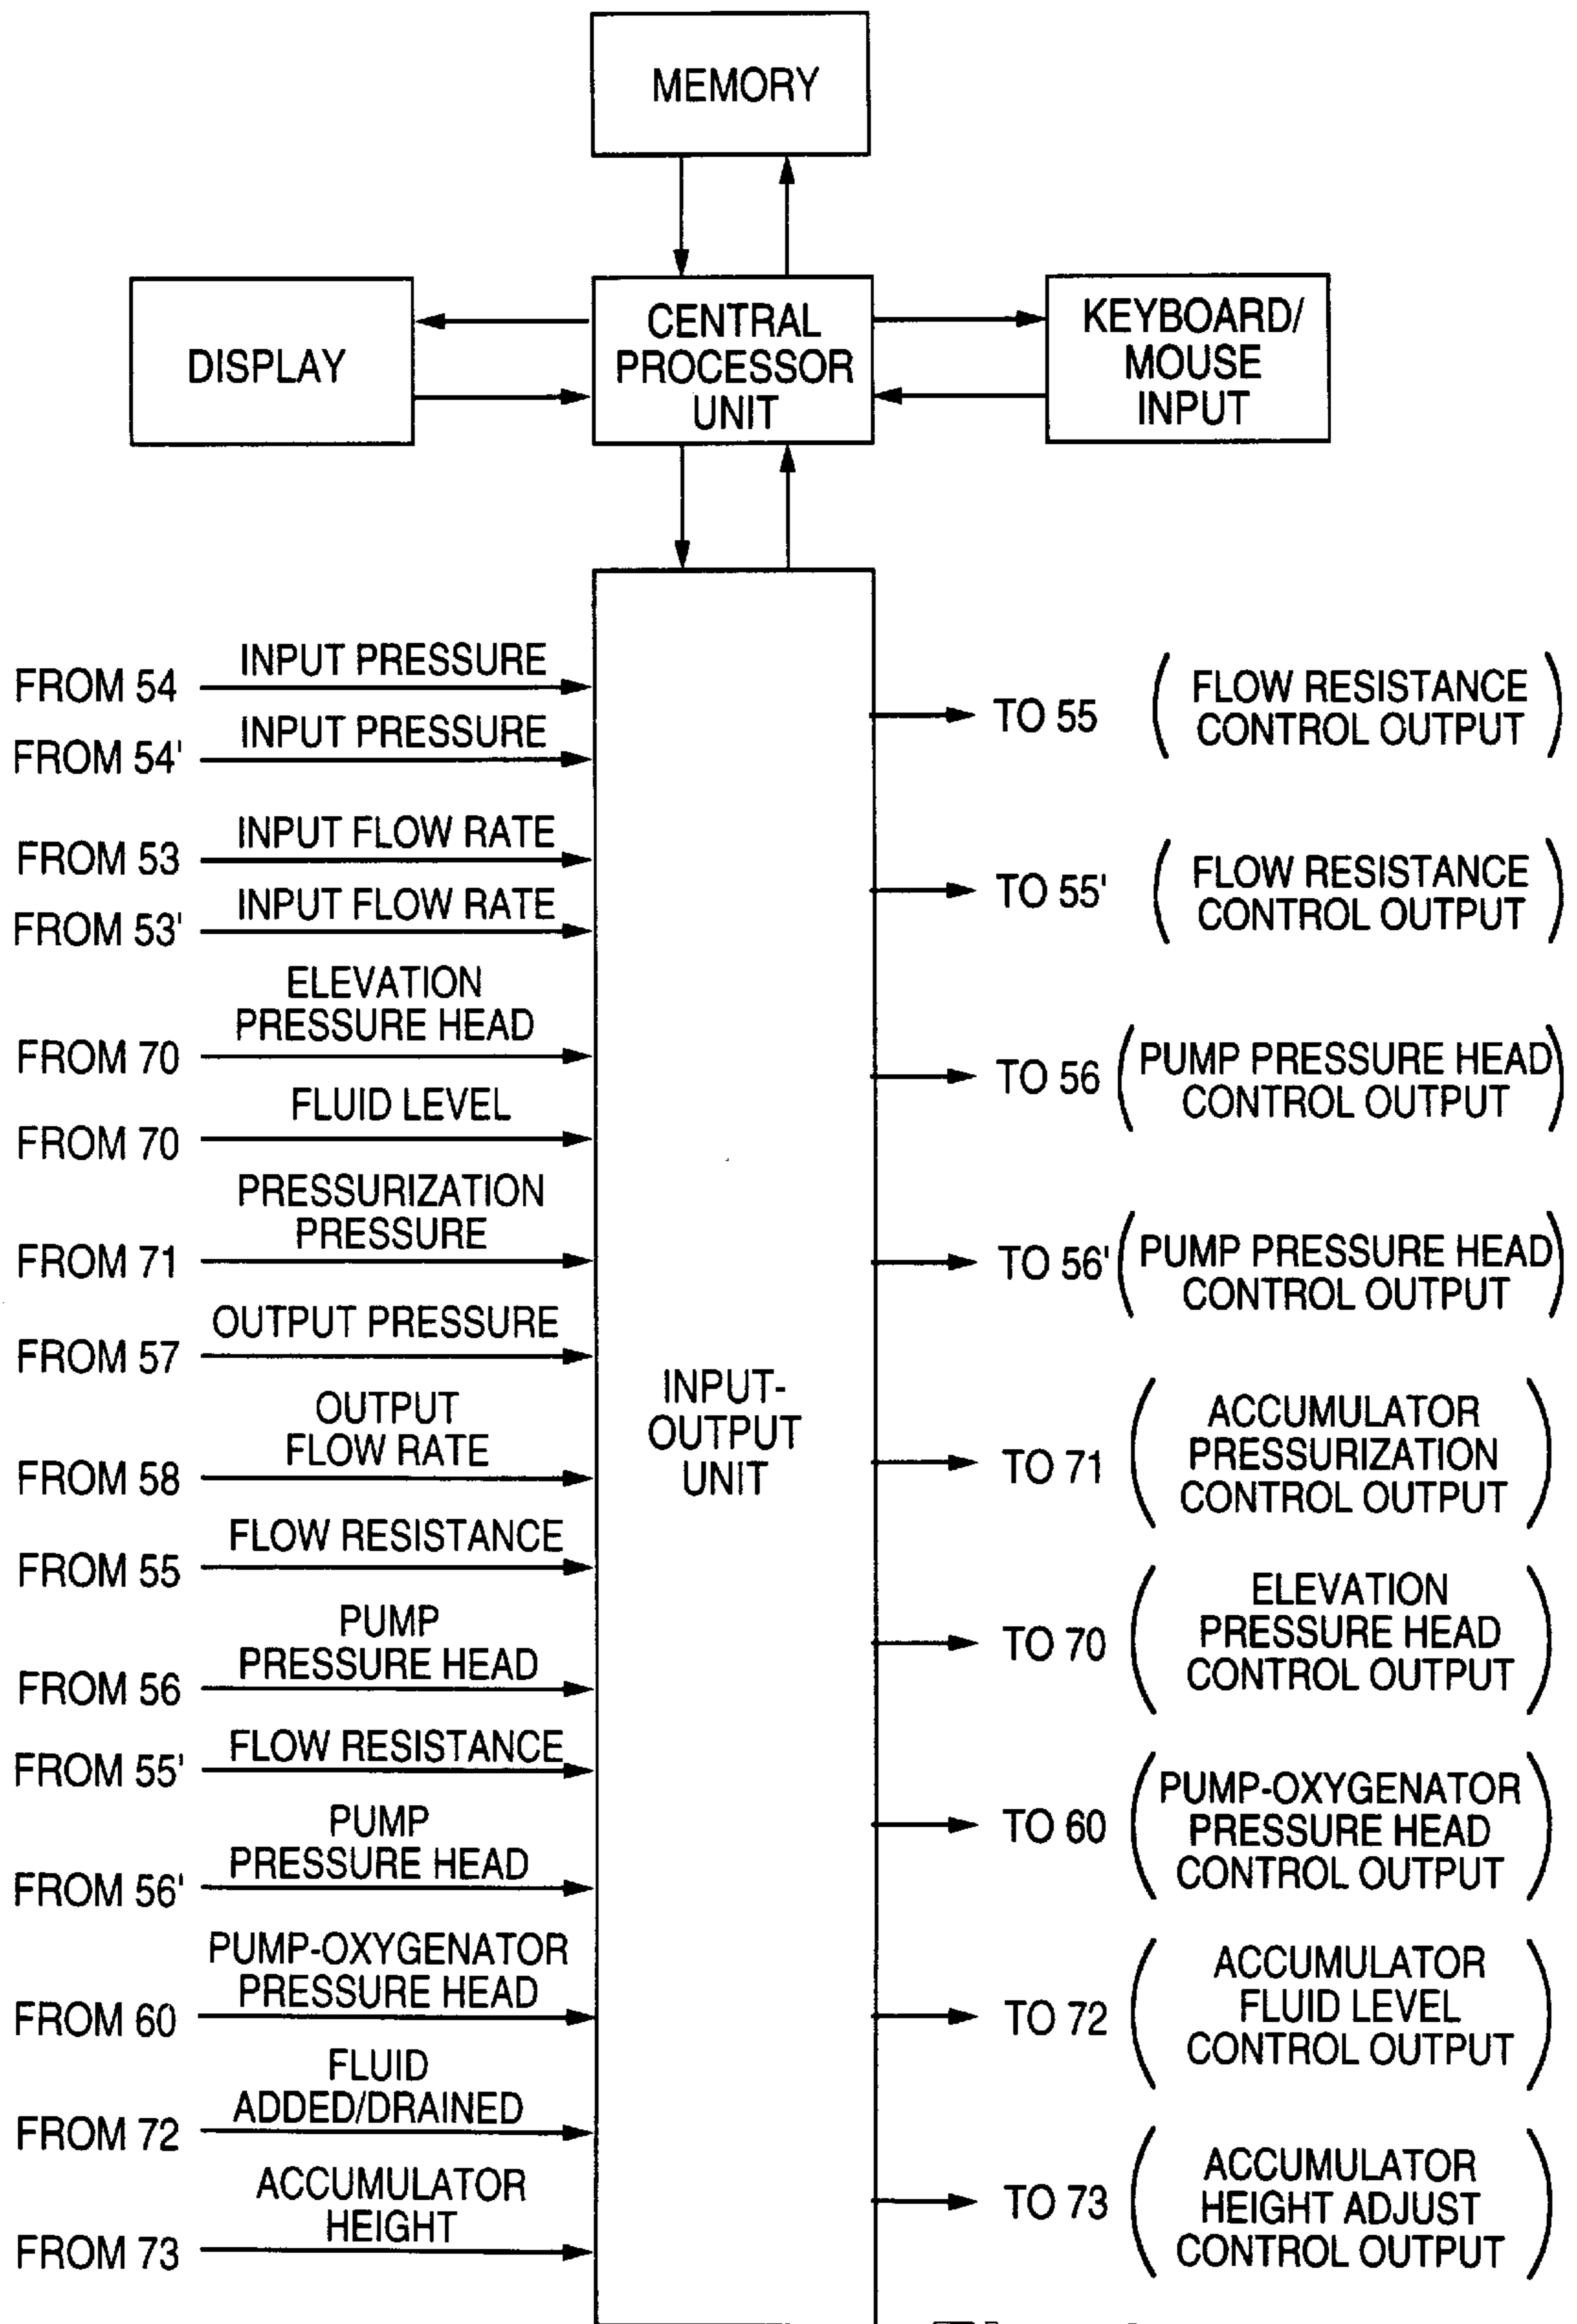 MEMORY
DISPLAY
CENTRAL
PROCESSOR
UNIT
KEYBOARD/
MOUSE
INPUT
INPUT PRESSURE
FROM 54
INPUT PRESSURE
FROM 54'
INPUT FLOW RATE
FROM 53
INPUT FLOW RATE
FROM 53'
ELEVATION
PRESSURE HEAD
FROM 70
FLUID LEVEL
FROM 70
PRESSURIZATION
PRESSURE
FROM 71
OUTPUT PRESSURE
FROM 57
OUTPUT
FLOW RATE
FROM 58
FLOW RESISTANCE
FROM 55
PUMP
PRESSURE HEAD
FROM 56
FLOW RESISTANCE
FROM 55'
PUMP
PRESSURE HEAD
FROM 56'
PUMP-OXYGENATOR
PRESSURE HEAD
FROM 60
FLUID
ADDED/DRAINED
FROM 72
ACCUMULATOR
HEIGHT
FROM 73
INPUT-
OUTPUT
UNIT
TO 55
(FLOW RESISTANCE
CONTROL OUTPUT)
TO 55'
(FLOW RESISTANCE
CONTROL OUTPUT)
TO 56
(PUMP PRESSURE HEAD
CONTROL OUTPUT)
TO 56'
(PUMP PRESSURE HEAD
CONTROL OUTPUT)
TO 71
(ACCUMULATOR
PRESSURIZATION
CONTROL OUTPUT)
TO 70
(ELEVATION
PRESSURE HEAD
CONTROL OUTPUT)
TO 60
(PUMP-OXYGENATOR
PRESSURE HEAD
CONTROL OUTPUT)
TO 72
(ACCUMULATOR
FLUID LEVEL
CONTROL OUTPUT)
TO 73
(ACCUMULATOR
HEIGHT ADJUST
CONTROL OUTPUT)